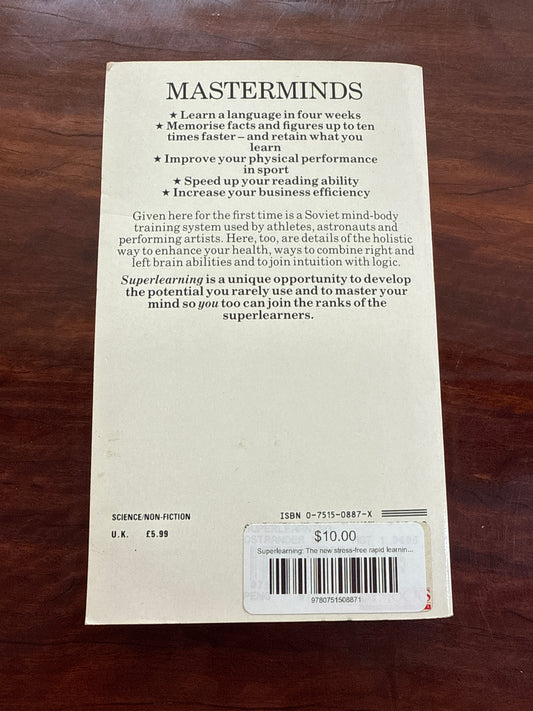 MASTERMINDS
★ Learn a language in four weeks
★ Memorise facts and figures up to ten
times faster – and retain what you
learn
★ Improve your physical performance
in sport
★ Speed up your reading ability
★ Increase your business efficiency
Given here for the first time is a Soviet mind-body
training system used by athletes, astronauts and
performing artists. Here, too, are details of the holistic
way to enhance your health, ways to combine right and
left brain abilities and to join intuition with logic.
Superlearning is a unique opportunity to develop
the potential you rarely use and to master your
mind so you too can join the ranks of the
superlearners.
SCIENCE/NON-FICTION
U.K. £5.99
ISBN 0-7515-0887-X
$10.00
Superlearning: The new stress-free rapid learnin...
9780751508871